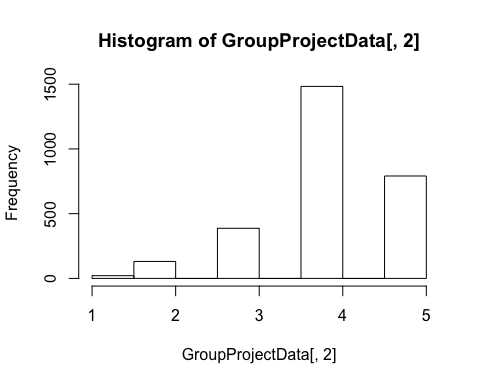 Histogram of GroupProjectData[, 2]
Frequency
1500
1000
500
0
1 2 3 4 5
GroupProjectData[, 2]